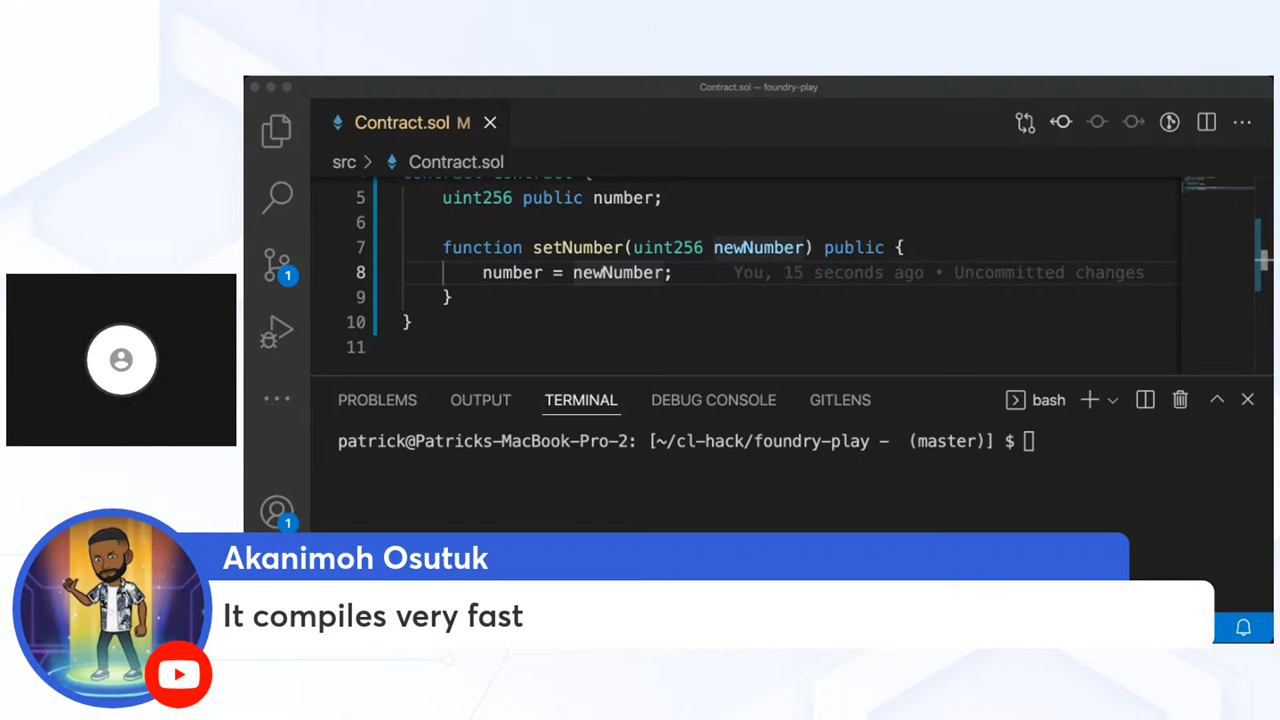 Contract.sol — foundry-play
Contract.sol M
src > Contract.sol
5 uint256 public number;
6
7 function setNumber(uint256 newNumber) public {
8 number = newNumber; You, 15 seconds ago • Uncommitted changes
9 }
10 }
11
1
PROBLEMS OUTPUT TERMINAL DEBUG CONSOLE GITLENS bash
patrick@Patricks-MacBook-Pro-2: [~/cl-hack/foundry-play - (master)] $
1
Akanimoh Osutuk
It compiles very fast